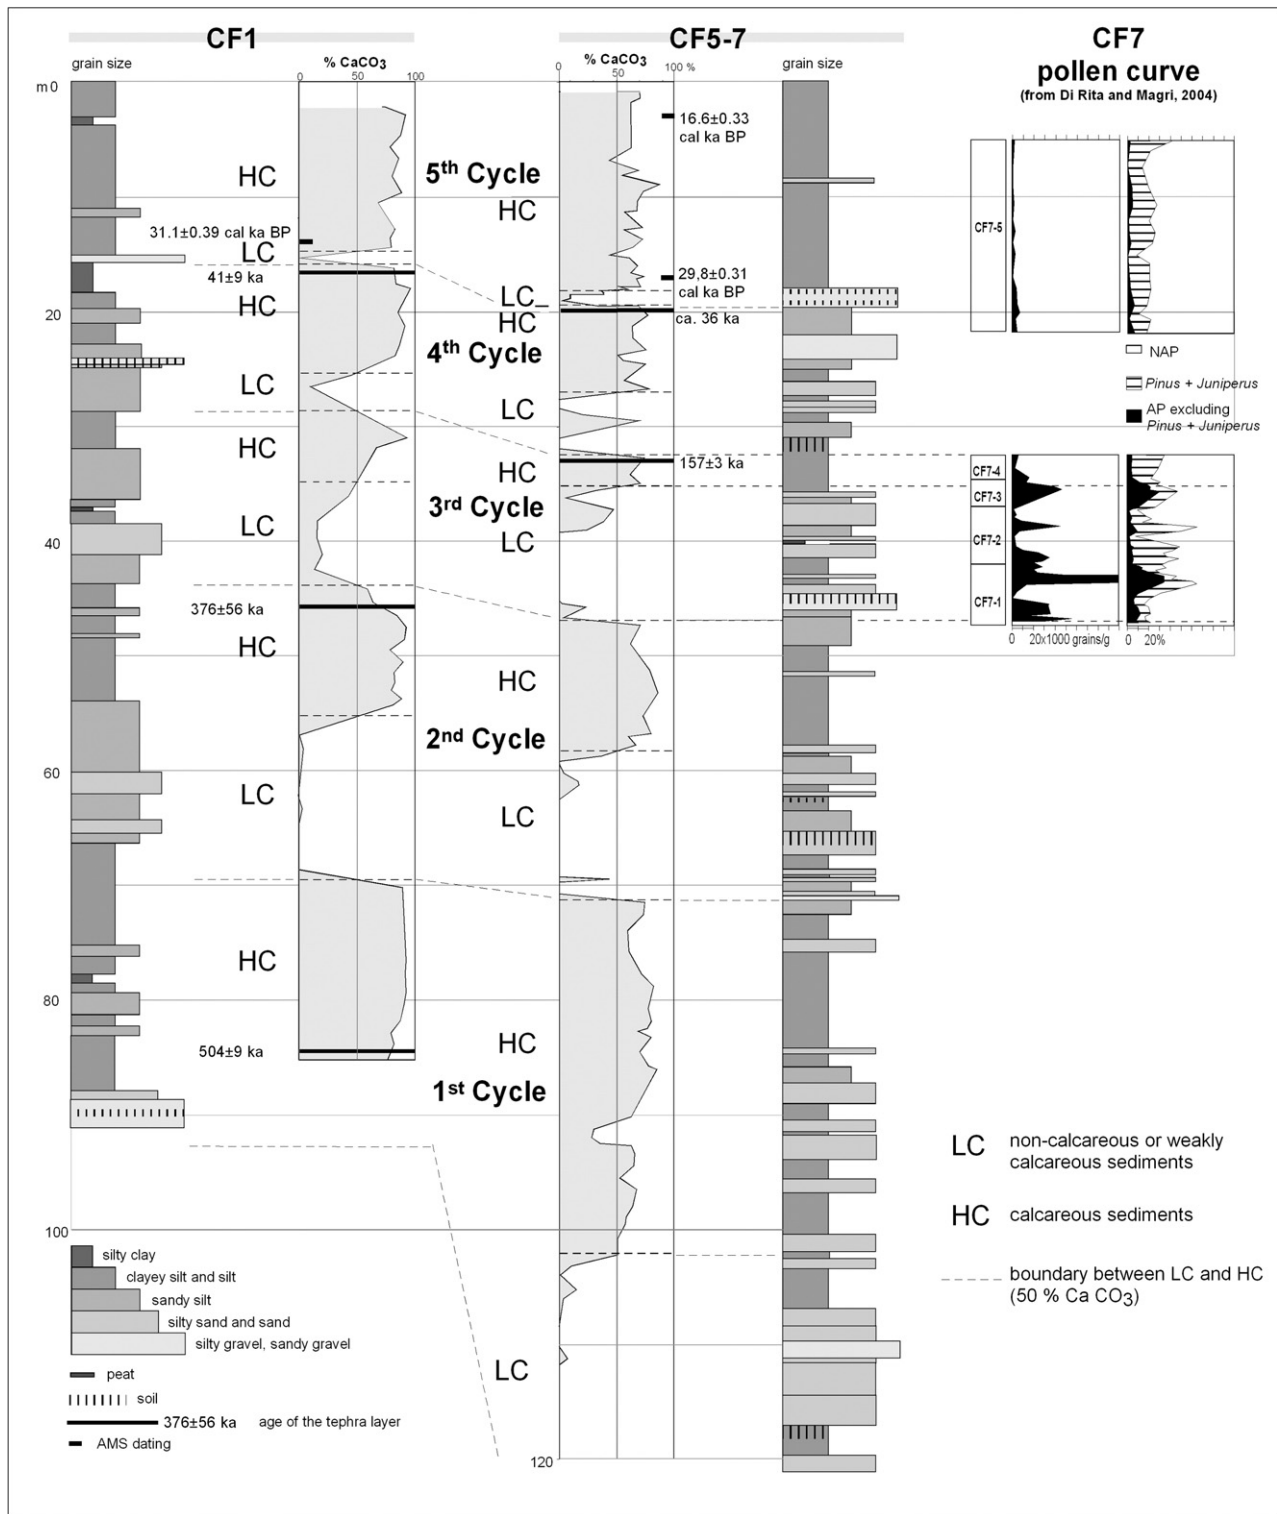 CF1
CF5-7
CF7
pollen curve
(from Di Rita and Magri, 2004)
grain size
% CaCO3
0 50 100
% CaCO3
0 50 100 %
grain size
m 0
20
40
60
80
100
120
HC
31.1±0.39 cal ka BP
LC
41±9 ka
HC
LC
HC
LC
376±56 ka
HC
LC
HC
504±9 ka
5th Cycle
HC
LC
HC
4th Cycle
LC
HC
3rd Cycle
LC
HC
2nd Cycle
LC
HC
1st Cycle
LC
16.6±0.33
cal ka BP
29,8±0.31
cal ka BP
ca. 36 ka
157±3 ka
CF7-5
NAP
Pinus + Juniperus
AP excluding
Pinus + Juniperus
CF7-4
CF7-3
CF7-2
CF7-1
0 20x1000 grains/g
0 20%
LC non-calcareous or weakly
calcareous sediments
HC calcareous sediments
boundary between LC and HC
(50 % Ca CO3)
silty clay
clayey silt and silt
sandy silt
silty sand and sand
silty gravel, sandy gravel
peat
soil
376±56 ka age of the tephra layer
AMS dating